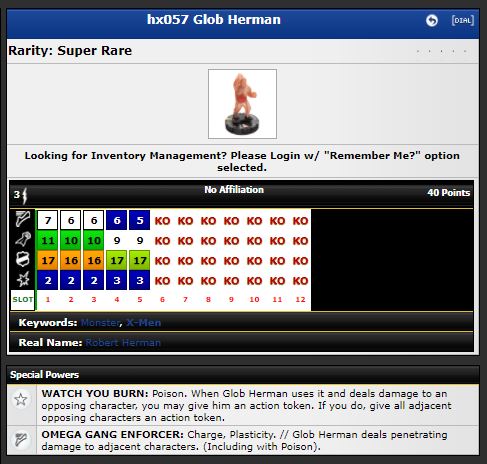 hx057 Glob Herman
[DIAL]
Rarity: Super Rare
. . . . .
Looking for Inventory Management? Please Login w/ "Remember Me?" option
selected.
3 No Affiliation 40 Points
7 6 6 6 5 KO KO KO KO KO KO KO
11 10 10 9 9 KO KO KO KO KO KO KO
17 16 16 17 17 KO KO KO KO KO KO KO
2 2 2 3 3 KO KO KO KO KO KO KO
SLOT 1 2 3 4 5 6 7 8 9 10 11 12
Keywords: Monster, X-Men
Real Name: Robert Herman
Special Powers
WATCH YOU BURN: Poison. When Glob Herman uses it and deals damage to an
opposing character, you may give him an action token. If you do, give all adjacent
opposing characters an action token.
OMEGA GANG ENFORCER: Charge, Plasticity. // Glob Herman deals penetrating
damage to adjacent characters. (Including with Poison).